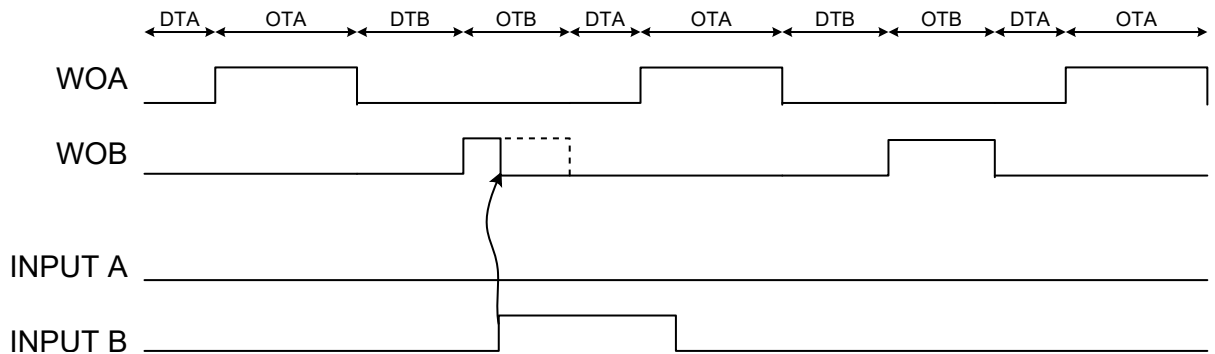 DTA OTA DTB OTB DTA OTA DTB OTB DTA OTA
WOA
WOB
INPUT A
INPUT B